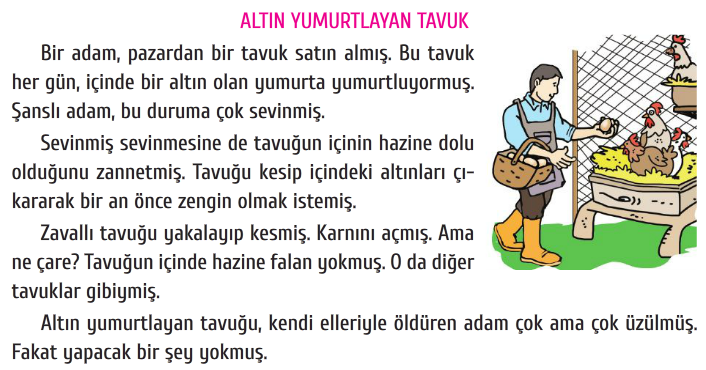 ALTIN YUMURTLAYAN TAVUK
Bir adam, pazardan bir tavuk satın almış. Bu tavuk
her gün, içinde bir altın olan yumurta yumurtluyormuş.
Şanslı adam, bu duruma çok sevinmiş.
Sevinmiş sevinmesine de tavuğun içinin hazine dolu
olduğunu zannetmiş. Tavuğu kesip içindeki altınları çı-
kararak bir an önce zengin olmak istemiş.
Zavallı tavuğu yakalayıp kesmiş. Karnını açmış. Ama
ne çare? Tavuğun içinde hazine falan yokmuş. O da diğer
tavuklar gibiymiş.
Altın yumurtlayan tavuğu, kendi elleriyle öldüren adam çok ama çok üzülmüş.
Fakat yapacak bir şey yokmuş.